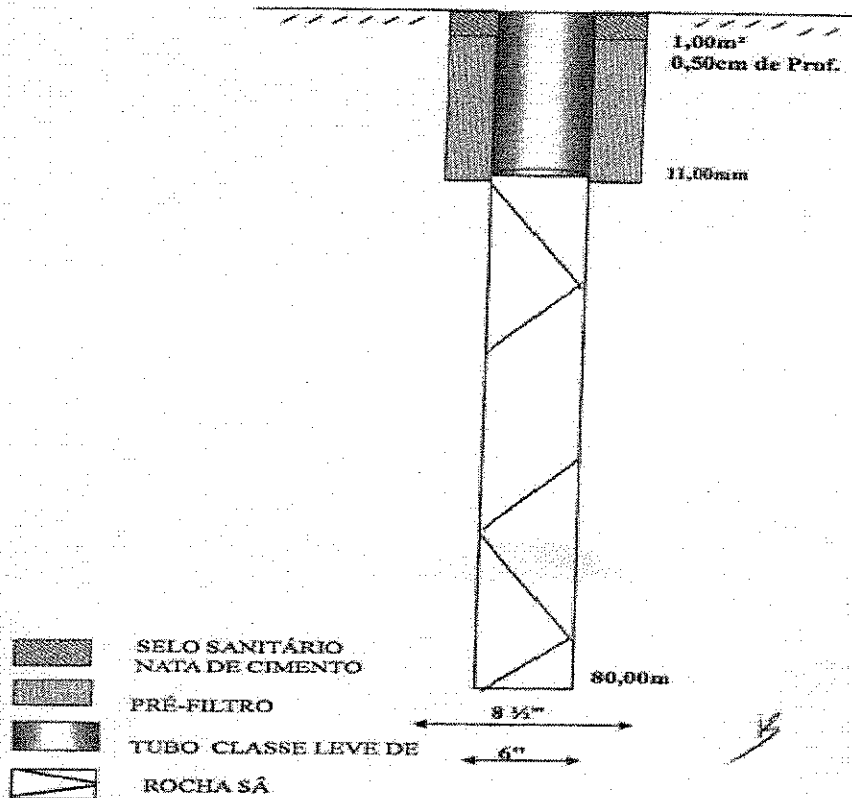 1,00m²
0,50cm de Prof.
11,00mm
80,00m
8 ½"
6"
SELO SANITÁRIO
NATA DE CIMENTO
PRÉ-FILTRO
TUBO CLASSE LEVE DE
ROCHA SÃ